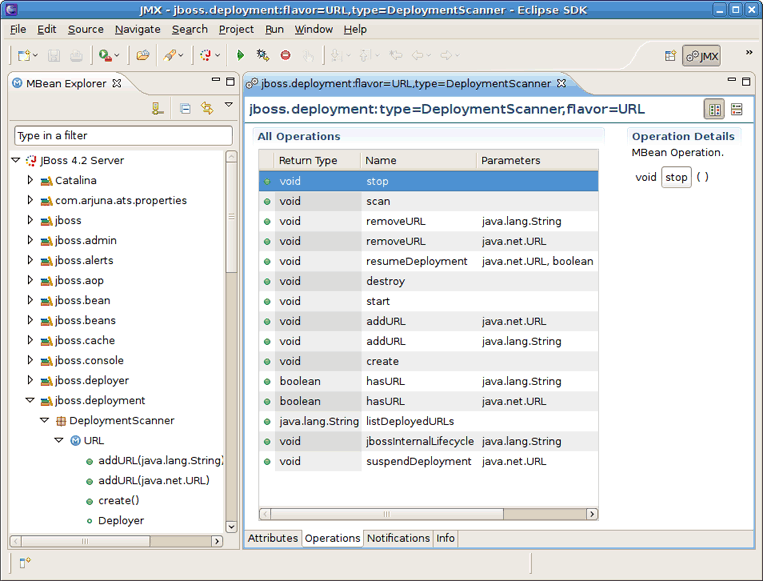 JMX - jboss.deployment:flavor=URL,type=DeploymentScanner - Eclipse SDK
File Edit Source Navigate Search Project Run Window Help
JMX
MBean Explorer
Type in a filter
JBoss 4.2 Server
Catalina
com.arjuna.ats.properties
jboss
jboss.admin
jboss.alerts
jboss.aop
jboss.bean
jboss.beans
jboss.cache
jboss.console
jboss.deployer
jboss.deployment
DeploymentScanner
URL
addURL(java.lang.String)
addURL(java.net.URL)
create()
Deployer
jboss.deployment:flavor=URL,type=DeploymentScanner
jboss.deployment:type=DeploymentScanner,flavor=URL
All Operations
Return Type Name Parameters
void stop
void scan
void removeURL java.lang.String
void removeURL java.net.URL
void resumeDeployment java.net.URL, boolean
void destroy
void start
void addURL java.net.URL
void addURL java.lang.String
void create
boolean hasURL java.lang.String
boolean hasURL java.net.URL
java.lang.String listDeployedURLs
void jbossInternalLifecycle java.lang.String
void suspendDeployment java.net.URL
Attributes Operations Notifications Info
Operation Details
MBean Operation.
void stop ( )